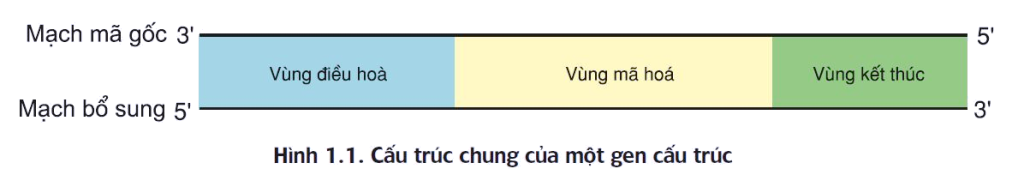 Mạch mã gốc 3' 5'
Vùng điều hoà Vùng mã hoá Vùng kết thúc
Mạch bổ sung 5' 3'
Hình 1.1. Cấu trúc chung của một gen cấu trúc